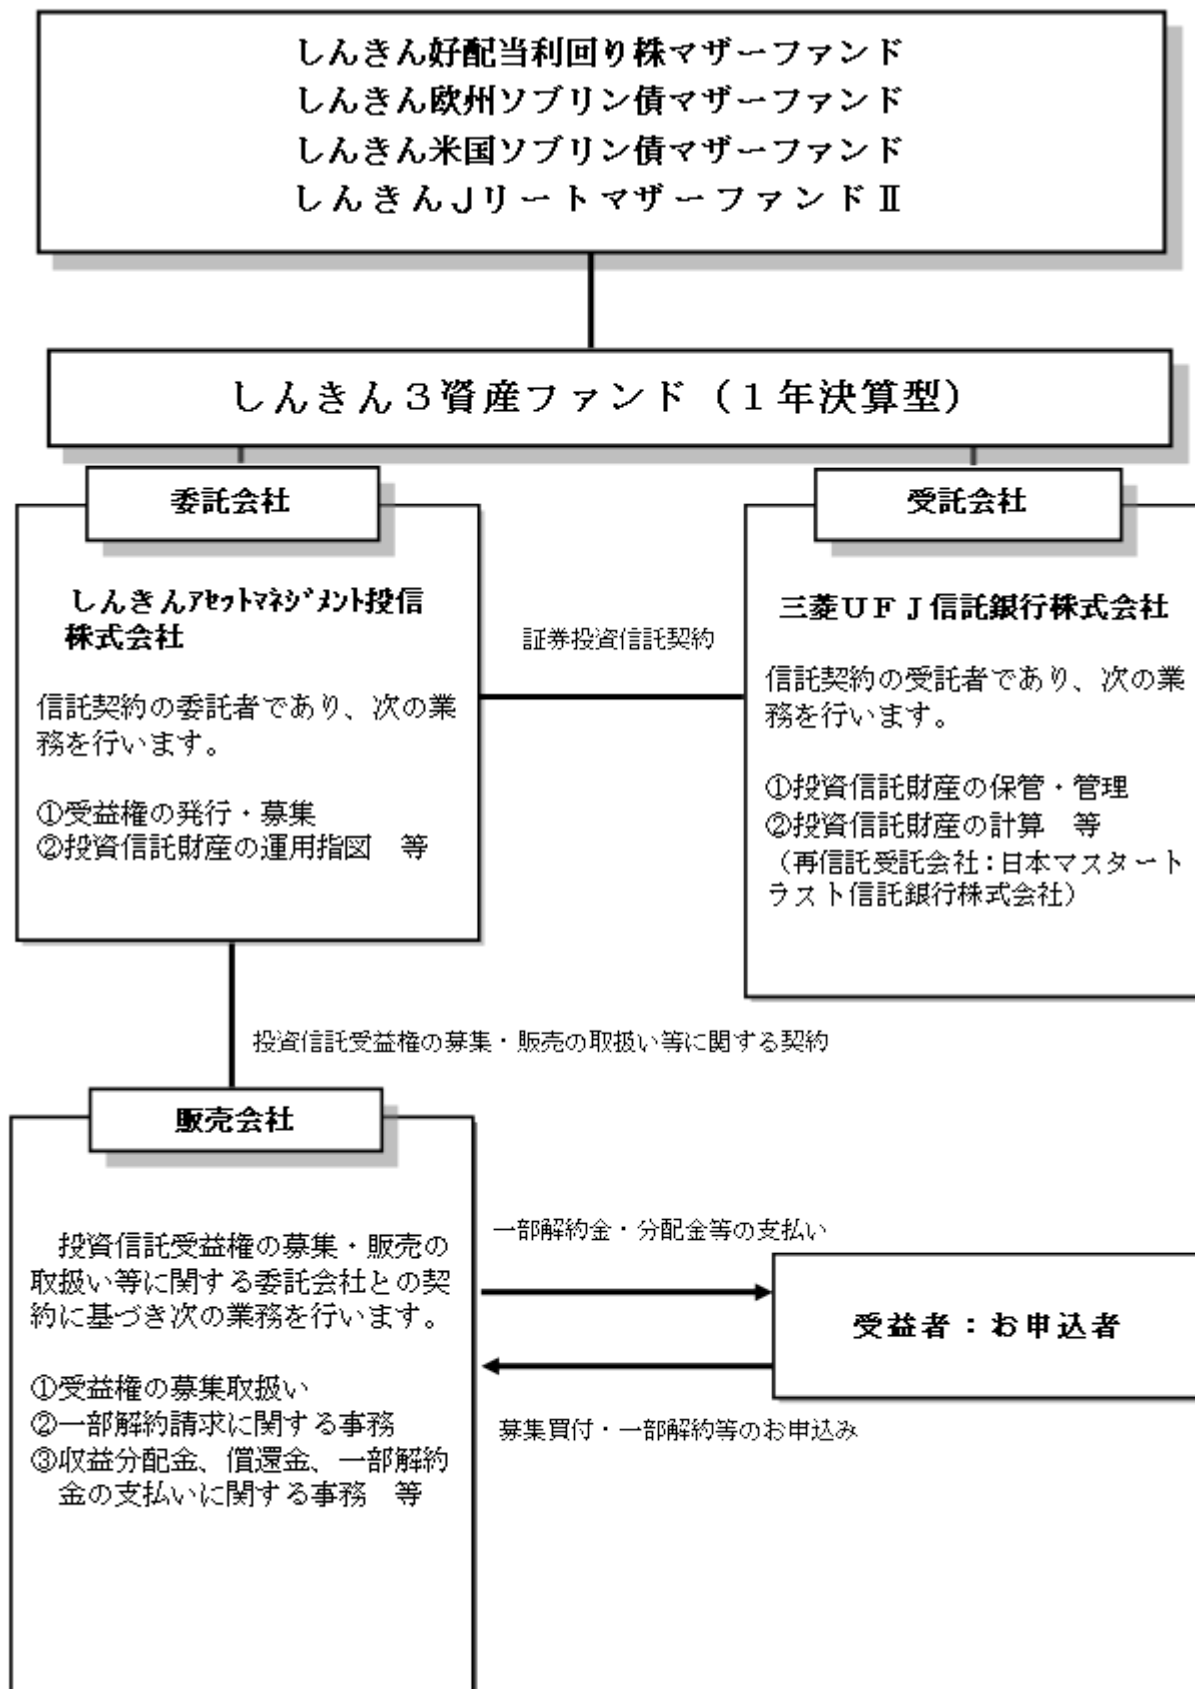 しんきん好配当利回り株マザーファンド
しんきん欧州ソブリン債マザーファンド
しんきん米国ソブリン債マザーファンド
しんきんＪリートマザーファンドⅡ
しんきん３資産ファンド（１年決算型）
委託会社
しんきんｱｾｯﾄﾏﾈｼﾞﾒﾝﾄ投信
株式会社
信託契約の委託者であり、次の業
務を行います。
①受益権の発行・募集
②投資信託財産の運用指図　等
証券投資信託契約
受託会社
三菱ＵＦＪ信託銀行株式会社
信託契約の受託者であり、次の業
務を行います。
①投資信託財産の保管・管理
②投資信託財産の計算　等
（再信託受託会社：日本マスタート
ラスト信託銀行株式会社）
投資信託受益権の募集・販売の取扱い等に関する契約
販売会社
投資信託受益権の募集・販売の
取扱い等に関する委託会社との契
約に基づき次の業務を行います。
①受益権の募集取扱い
②一部解約請求に関する事務
③収益分配金、償還金、一部解約
金の支払いに関する事務　等
一部解約金・分配金等の支払い
受益者：お申込者
募集買付・一部解約等のお申込み